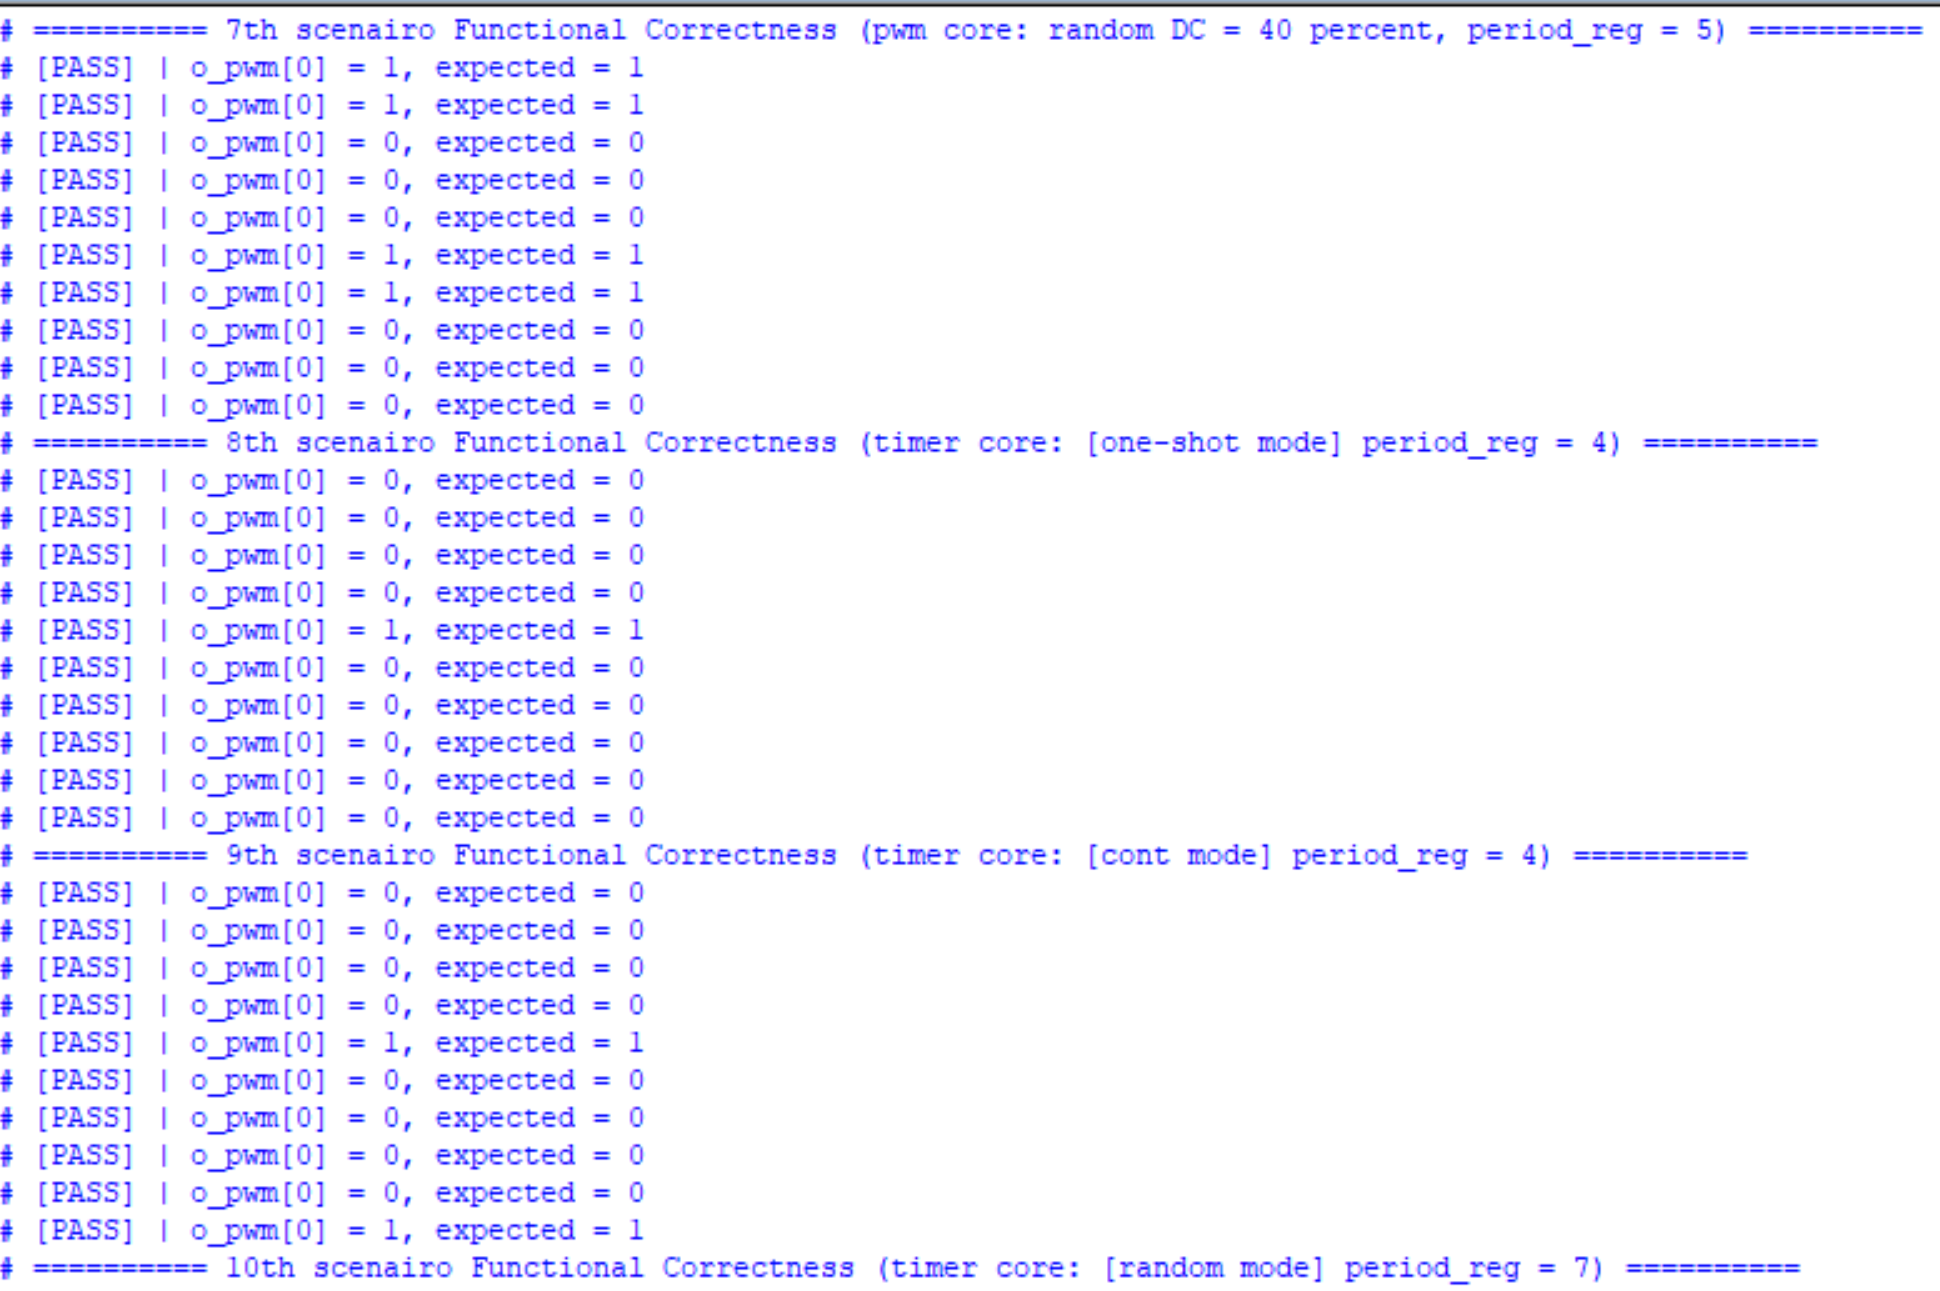 # ========== 7th scenairo Functional Correctness (pwm core: random DC = 40 percent, period_reg = 5) ==========
# [PASS] | o_pwm[0] = 1, expected = 1
# [PASS] | o_pwm[0] = 1, expected = 1
# [PASS] | o_pwm[0] = 0, expected = 0
# [PASS] | o_pwm[0] = 0, expected = 0
# [PASS] | o_pwm[0] = 0, expected = 0
# [PASS] | o_pwm[0] = 1, expected = 1
# [PASS] | o_pwm[0] = 1, expected = 1
# [PASS] | o_pwm[0] = 0, expected = 0
# [PASS] | o_pwm[0] = 0, expected = 0
# [PASS] | o_pwm[0] = 0, expected = 0
# ========== 8th scenairo Functional Correctness (timer core: [one-shot mode] period_reg = 4) ==========
# [PASS] | o_pwm[0] = 0, expected = 0
# [PASS] | o_pwm[0] = 0, expected = 0
# [PASS] | o_pwm[0] = 0, expected = 0
# [PASS] | o_pwm[0] = 0, expected = 0
# [PASS] | o_pwm[0] = 1, expected = 1
# [PASS] | o_pwm[0] = 0, expected = 0
# [PASS] | o_pwm[0] = 0, expected = 0
# [PASS] | o_pwm[0] = 0, expected = 0
# [PASS] | o_pwm[0] = 0, expected = 0
# [PASS] | o_pwm[0] = 0, expected = 0
# ========== 9th scenairo Functional Correctness (timer core: [cont mode] period_reg = 4) ==========
# [PASS] | o_pwm[0] = 0, expected = 0
# [PASS] | o_pwm[0] = 0, expected = 0
# [PASS] | o_pwm[0] = 0, expected = 0
# [PASS] | o_pwm[0] = 0, expected = 0
# [PASS] | o_pwm[0] = 1, expected = 1
# [PASS] | o_pwm[0] = 0, expected = 0
# [PASS] | o_pwm[0] = 0, expected = 0
# [PASS] | o_pwm[0] = 0, expected = 0
# [PASS] | o_pwm[0] = 0, expected = 0
# [PASS] | o_pwm[0] = 1, expected = 1
# ========== 10th scenairo Functional Correctness (timer core: [random mode] period_reg = 7) ==========